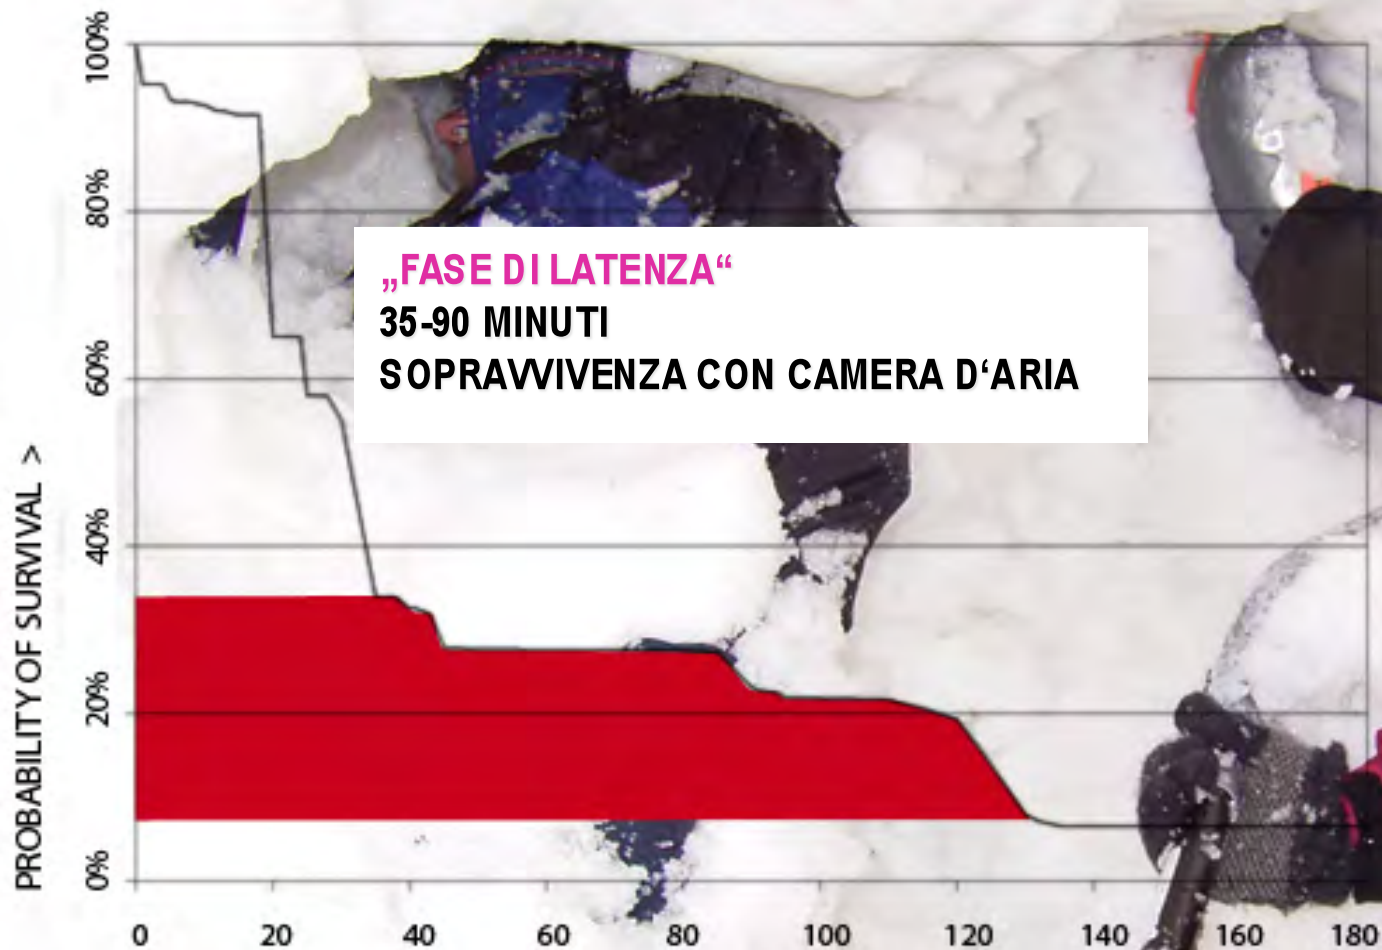 100%
80%
60%
40%
20%
0%
PROBABILITY OF SURVIVAL >
„FASE DI LATENZA“
35-90 MINUTI
SOPRAVVIVENZA CON CAMERA D‘ARIA
0 20 40 60 80 100 120 140 160 180